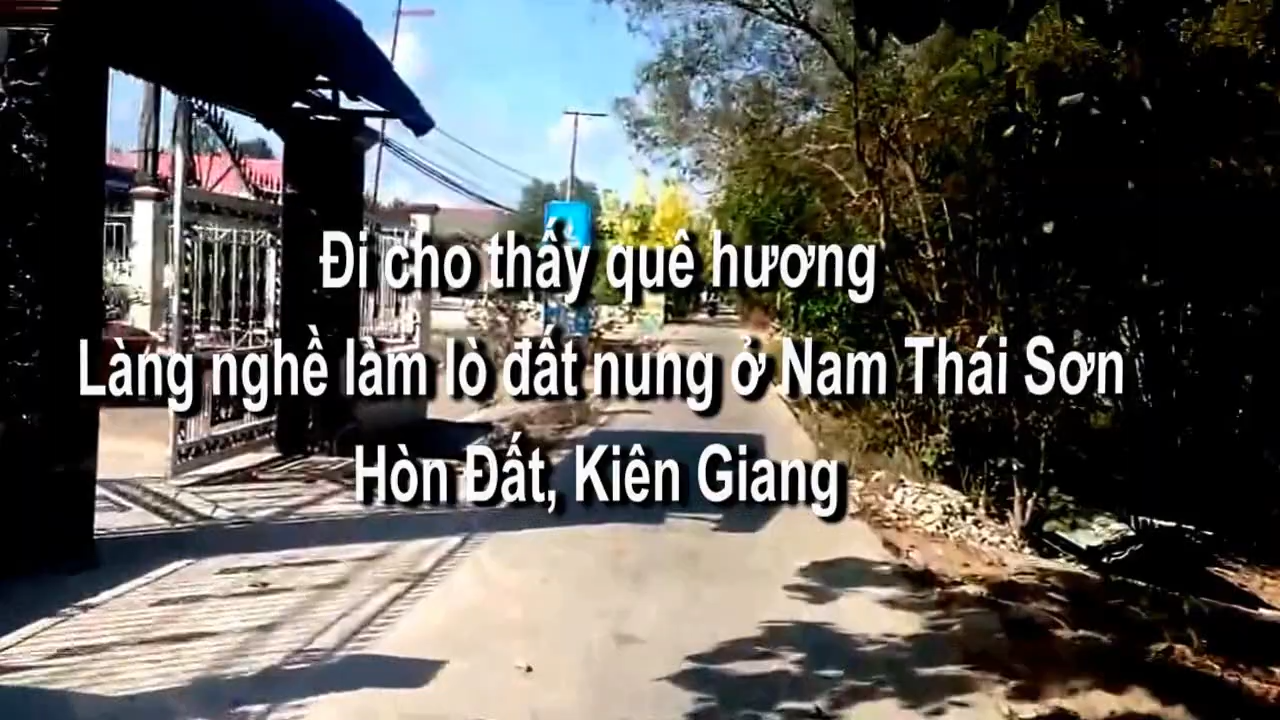 Đi cho thấy quê hương
Làng nghề làm lò đất nung ở Nam Thái Sơn
Hòn Đất, Kiên Giang